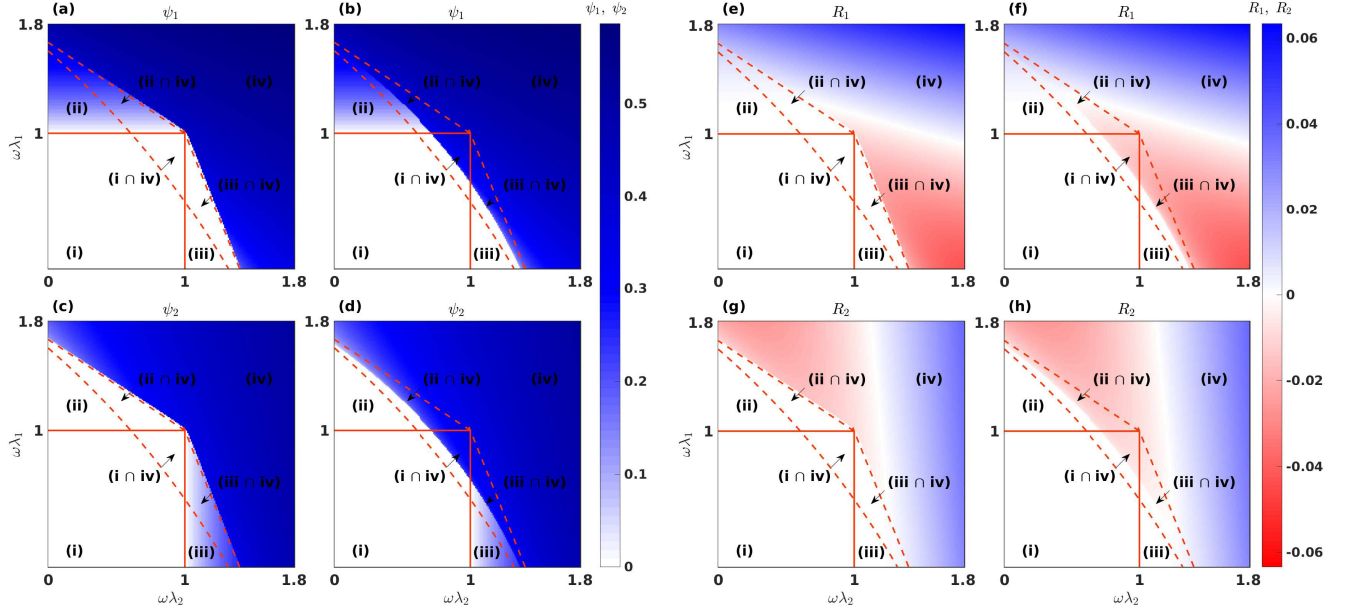 (a) ψ1 (b) ψ1 ψ1, ψ2 (e) R1 (f) R1 R1, R2
1.8 1.8 1.8 1.8
0.06
(ii ∩ iv) (iv) (ii ∩ iv) (iv) (ii ∩ iv) (iv) (ii ∩ iv) (iv)
0.5
(ii) (ii) (ii) (ii)
0.04
ωλ1 1 1 ωλ1 1 1
0.4
(i ∩ iv) (iii ∩ iv) (i ∩ iv) (iii ∩ iv) (i ∩ iv) (iii ∩ iv) (i ∩ iv) (iii ∩ iv)
0.02
(i) (iii) (i) (iii) (i) (iii) (i) (iii)
0 1 1.8 0 1 1.8 0 1 1.8 0 1 1.8
0.3 0
(c) ψ2 (d) ψ2 (g) R2 (h) R2
1.8 1.8 1.8 1.8
(ii ∩ iv) (iv) (ii ∩ iv) (iv) (ii ∩ iv) (iv) (ii ∩ iv) (iv)
0.2 -0.02
(ii) (ii) (ii) (ii)
ωλ1 1 1 ωλ1 1 1
(i ∩ iv) (iii ∩ iv) (i ∩ iv) (iii ∩ iv) (i ∩ iv) (iii ∩ iv) (i ∩ iv) (iii ∩ iv)
0.1 -0.04
(i) (iii) (i) (iii) (i) (iii) (i) (iii)
0 -0.06
0 1 1.8 0 1 1.8 0 1 1.8 0 1 1.8
ωλ2 ωλ2 ωλ2 ωλ2